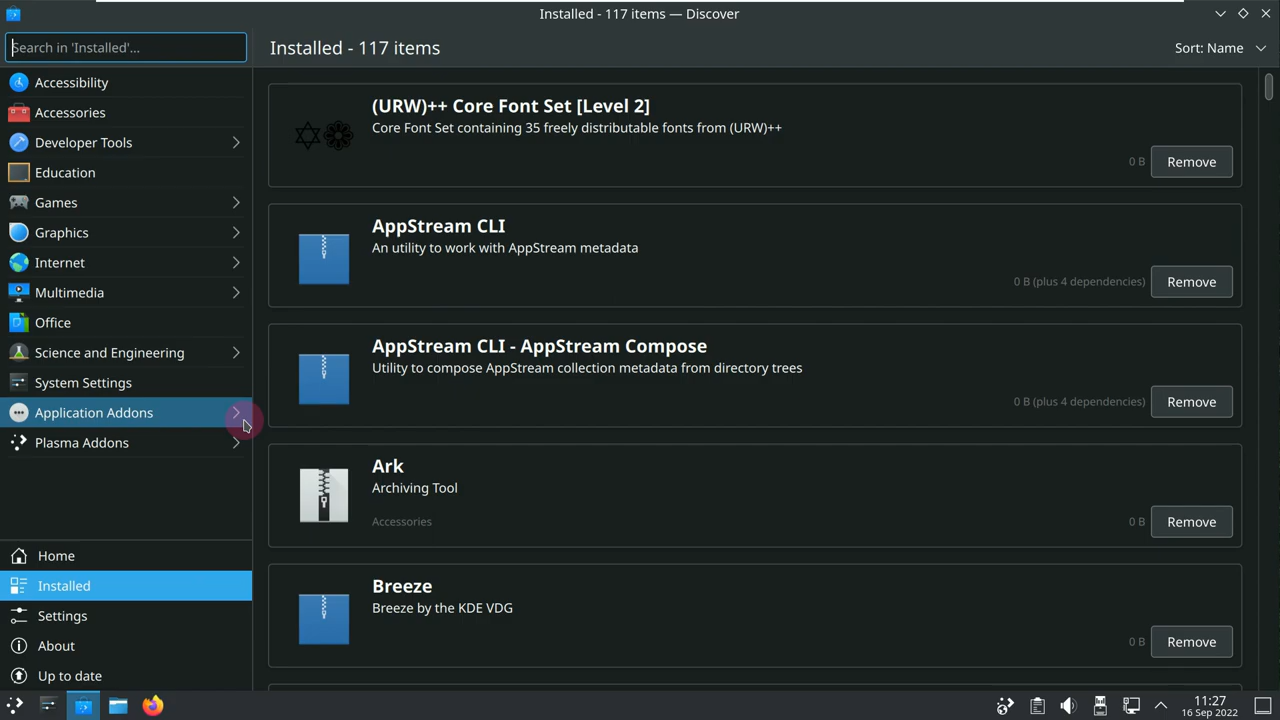 Installed - 117 items — Discover
Search in 'Installed'...
Installed - 117 items
Sort: Name
Accessibility
Accessories
Developer Tools
Education
Games
Graphics
Internet
Multimedia
Office
Science and Engineering
System Settings
Application Addons
Plasma Addons
Home
Installed
Settings
About
Up to date
(URW)++ Core Font Set [Level 2]
Core Font Set containing 35 freely distributable fonts from (URW)++
0 B
Remove
AppStream CLI
An utility to work with AppStream metadata
0 B (plus 4 dependencies)
Remove
AppStream CLI - AppStream Compose
Utility to compose AppStream collection metadata from directory trees
0 B (plus 4 dependencies)
Remove
Ark
Archiving Tool
Accessories
0 B
Remove
Breeze
Breeze by the KDE VDG
0 B
Remove
11:27
16 Sep 2022